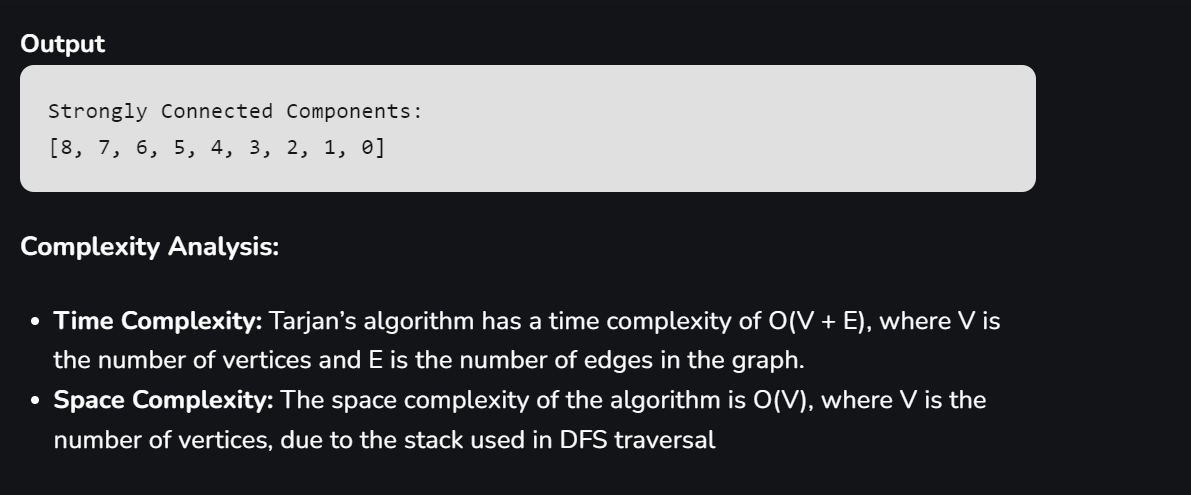 Output
Strongly Connected Components:
[8, 7, 6, 5, 4, 3, 2, 1, 0]
Complexity Analysis:
• Time Complexity: Tarjan’s algorithm has a time complexity of O(V + E), where V is
the number of vertices and E is the number of edges in the graph.
• Space Complexity: The space complexity of the algorithm is O(V), where V is the
number of vertices, due to the stack used in DFS traversal